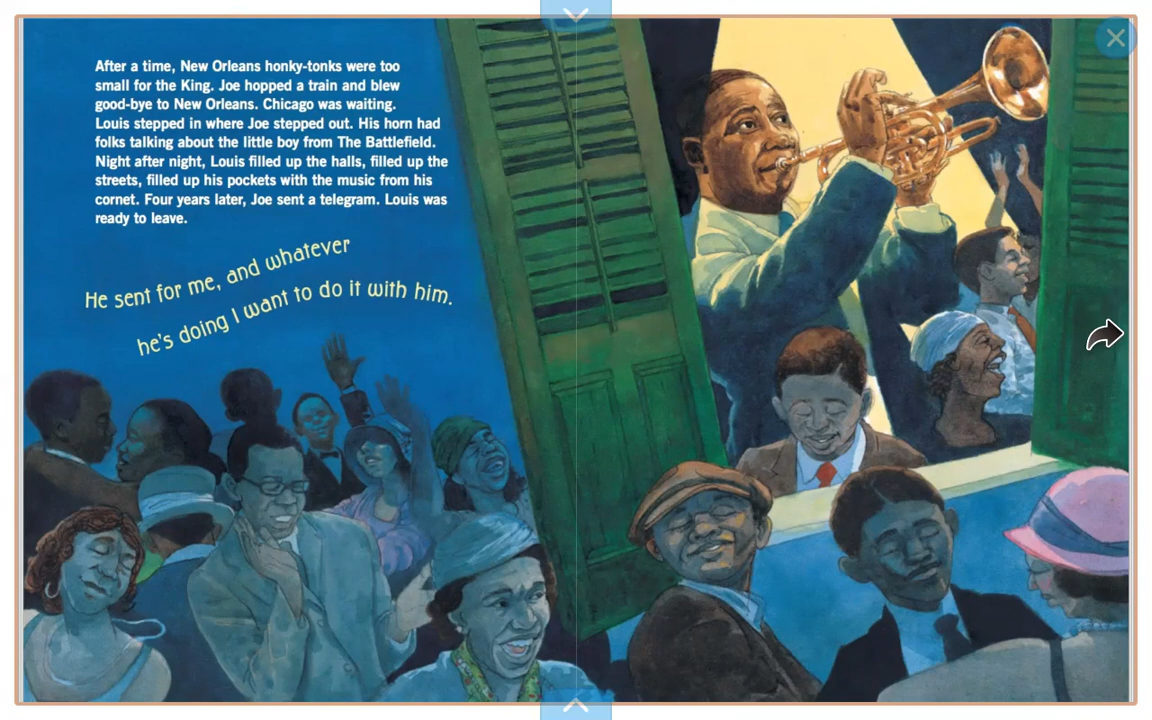 After a time, New Orleans honky-tonks were too
small for the King. Joe hopped a train and blew
good-bye to New Orleans. Chicago was waiting.
Louis stepped in where Joe stepped out. His horn had
folks talking about the little boy from The Battlefield.
Night after night, Louis filled up the halls, filled up the
streets, filled up his pockets with the music from his
cornet. Four years later, Joe sent a telegram. Louis was
ready to leave.
He sent for me, and whatever
he's doing I want to do it with him.